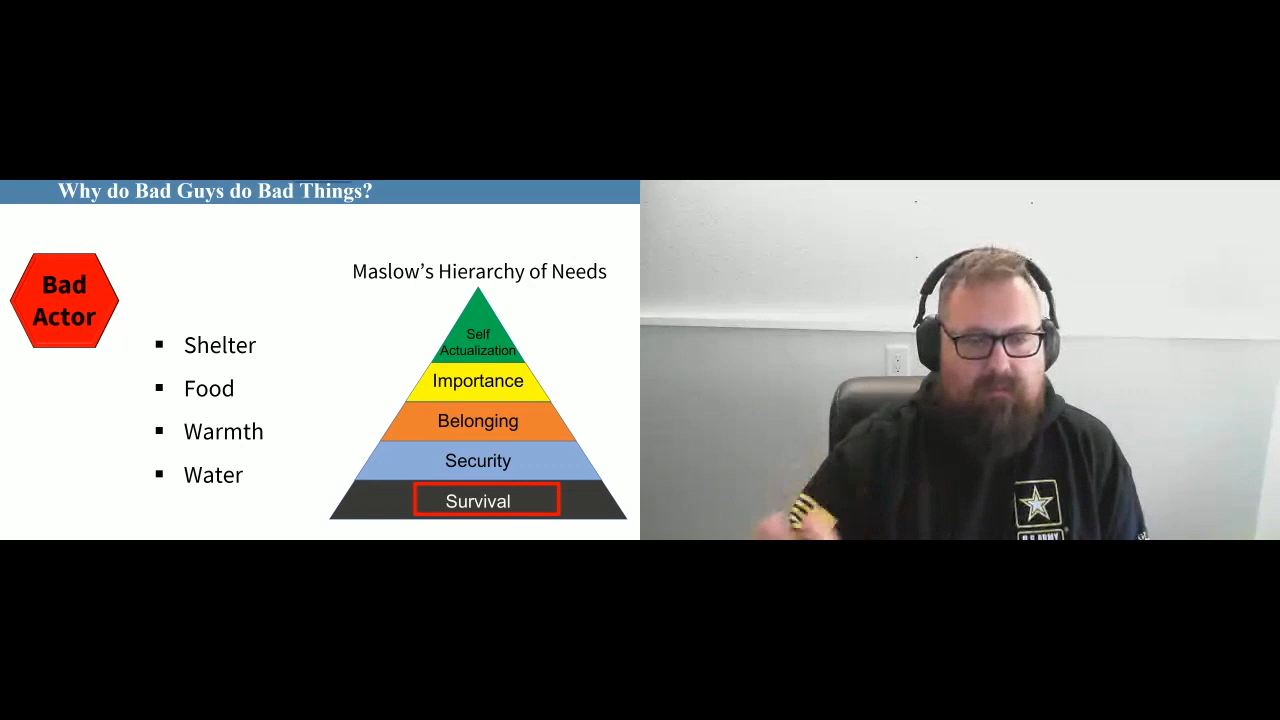 Why do Bad Guys do Bad Things?
Bad
Actor
▪ Shelter
▪ Food
▪ Warmth
▪ Water
Maslow’s Hierarchy of Needs
Self
Actualization
Importance
Belonging
Security
Survival
U.S. ARMY